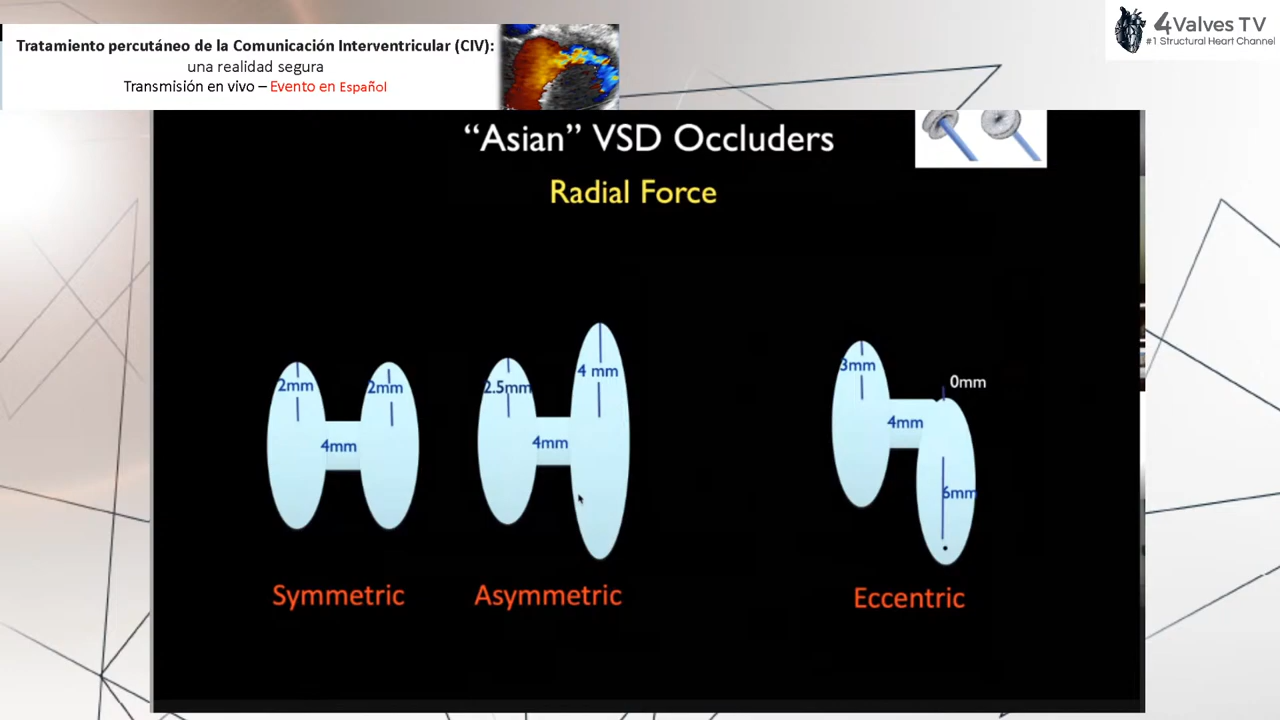 Tratamiento percutáneo de la Comunicación Interventricular (CIV):
una realidad segura
Transmisión en vivo – Evento en Español
4Valves TV
#1 Structural Heart Channel
“Asian” VSD Occluders
Radial Force
2mm
2mm
4mm
2.5mm
4 mm
4mm
3mm
0mm
4mm
6mm
Symmetric
Asymmetric
Eccentric